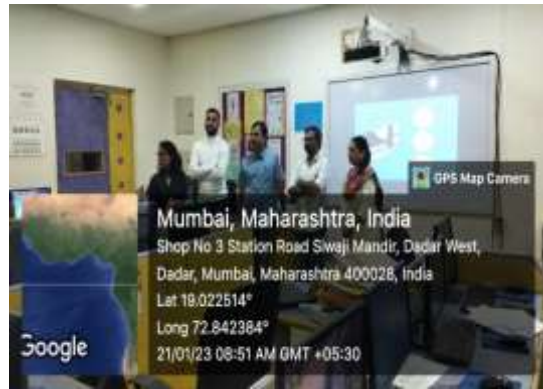 GPS Map Camera
Mumbai, Maharashtra, India
Shop No 3 Station Road Siwaji Mandir, Dadar West,
Dadar, Mumbai, Maharashtra 400028, India
Lat 19.022514°
Long 72.842384°
21/01/23 08:51 AM GMT +05:30
Google